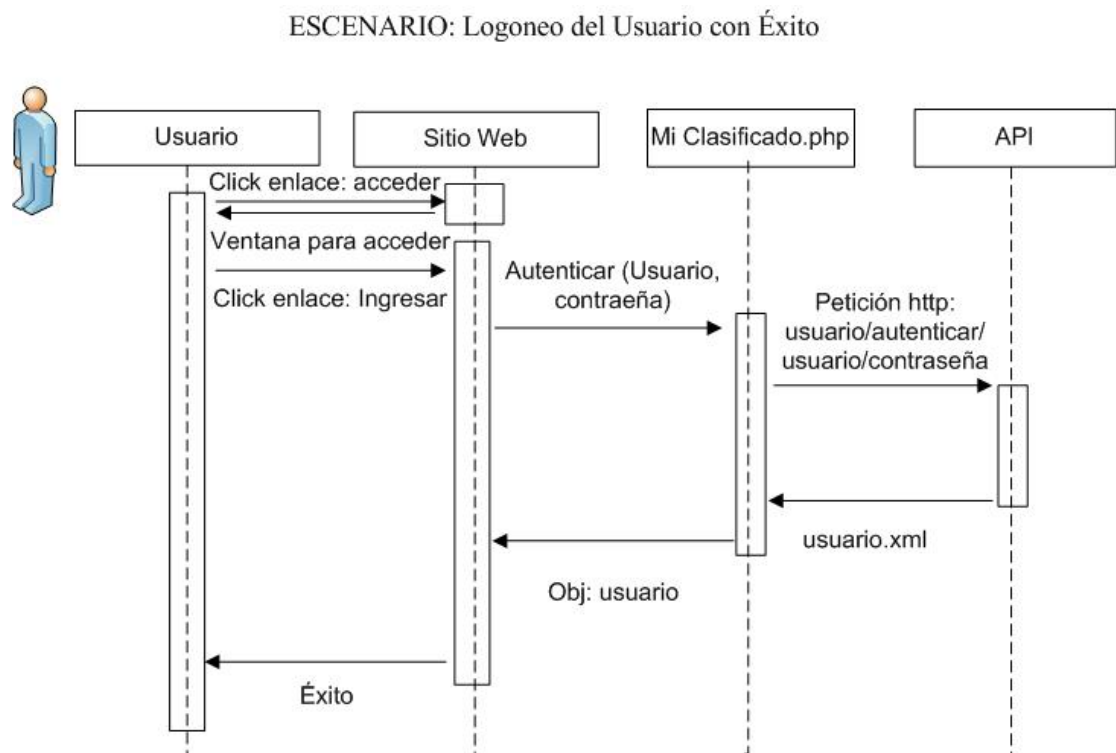 ESCENARIO: Logoneo del Usuario con Éxito
Usuario
Sitio Web
Mi Clasificado.php
API
Click enlace: acceder
Ventana para acceder
Click enlace: Ingresar
Autenticar (Usuario,
contraeña)
Petición http:
usuario/autenticar/
usuario/contraseña
usuario.xml
Obj: usuario
Éxito